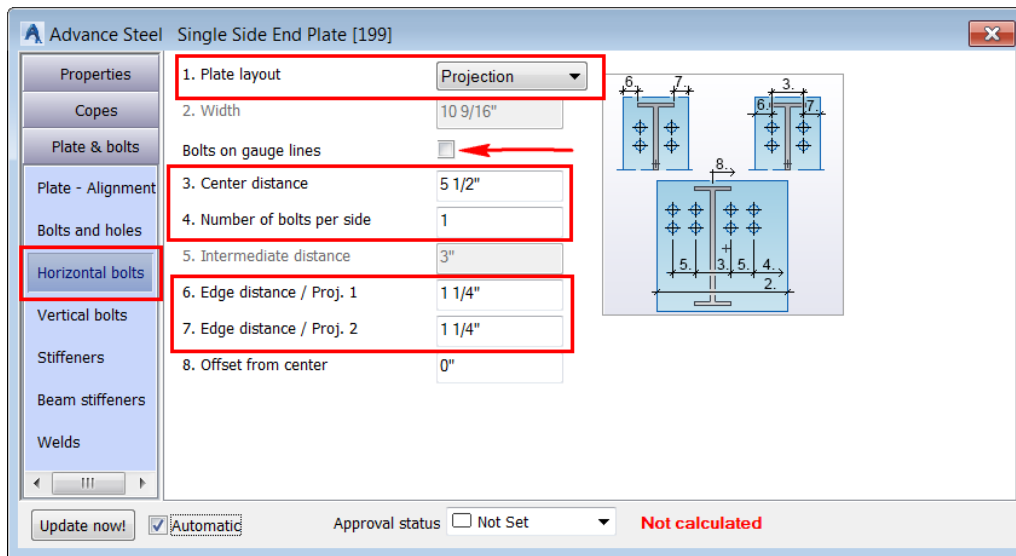 Advance Steel Single Side End Plate [199]
Properties
Copes
Plate & bolts
Plate - Alignment
Bolts and holes
Horizontal bolts
Vertical bolts
Stiffeners
Beam stiffeners
Welds
1. Plate layout Projection
2. Width 10 9/16"
Bolts on gauge lines
3. Center distance 5 1/2"
4. Number of bolts per side 1
5. Intermediate distance 3"
6. Edge distance / Proj. 1 1 1/4"
7. Edge distance / Proj. 2 1 1/4"
8. Offset from center 0"
6. 7. 3.
6. 7.
8.
5. 3. 5. 4.
2.
Update now! Automatic Approval status Not Set Not calculated